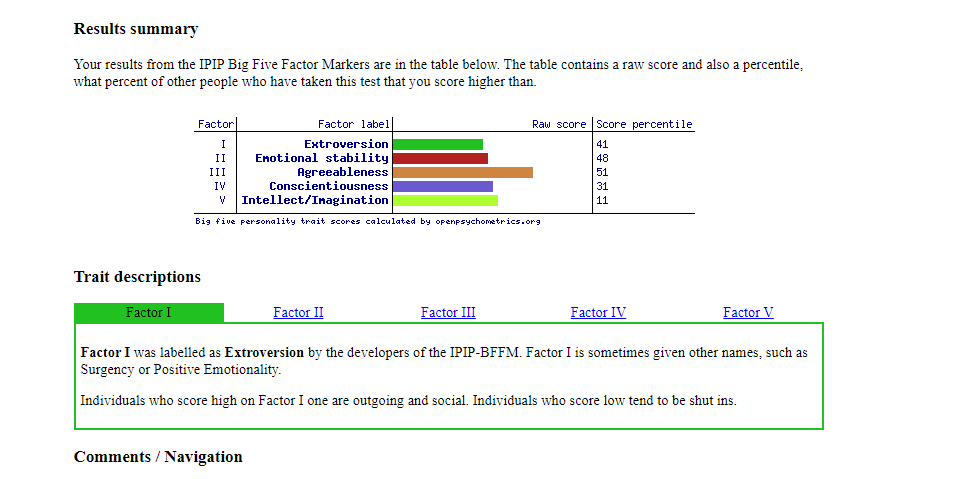 Results summary
Your results from the IPIP Big Five Factor Markers are in the table below. The table contains a raw score and also a percentile,
what percent of other people who have taken this test that you score higher than.
Factor Factor label Raw score Score percentile
I Extroversion 41
II Emotional stability 48
III Agreeableness 51
IV Conscientiousness 31
V Intellect/Imagination 11
Big five personality trait scores calculated by openpsychometrics.org
Trait descriptions
Factor I Factor II Factor III Factor IV Factor V
Factor I was labelled as Extroversion by the developers of the IPIP-BFFM. Factor I is sometimes given other names, such as
Surgency or Positive Emotionality.
Individuals who score high on Factor I one are outgoing and social. Individuals who score low tend to be shut ins.
Comments / Navigation